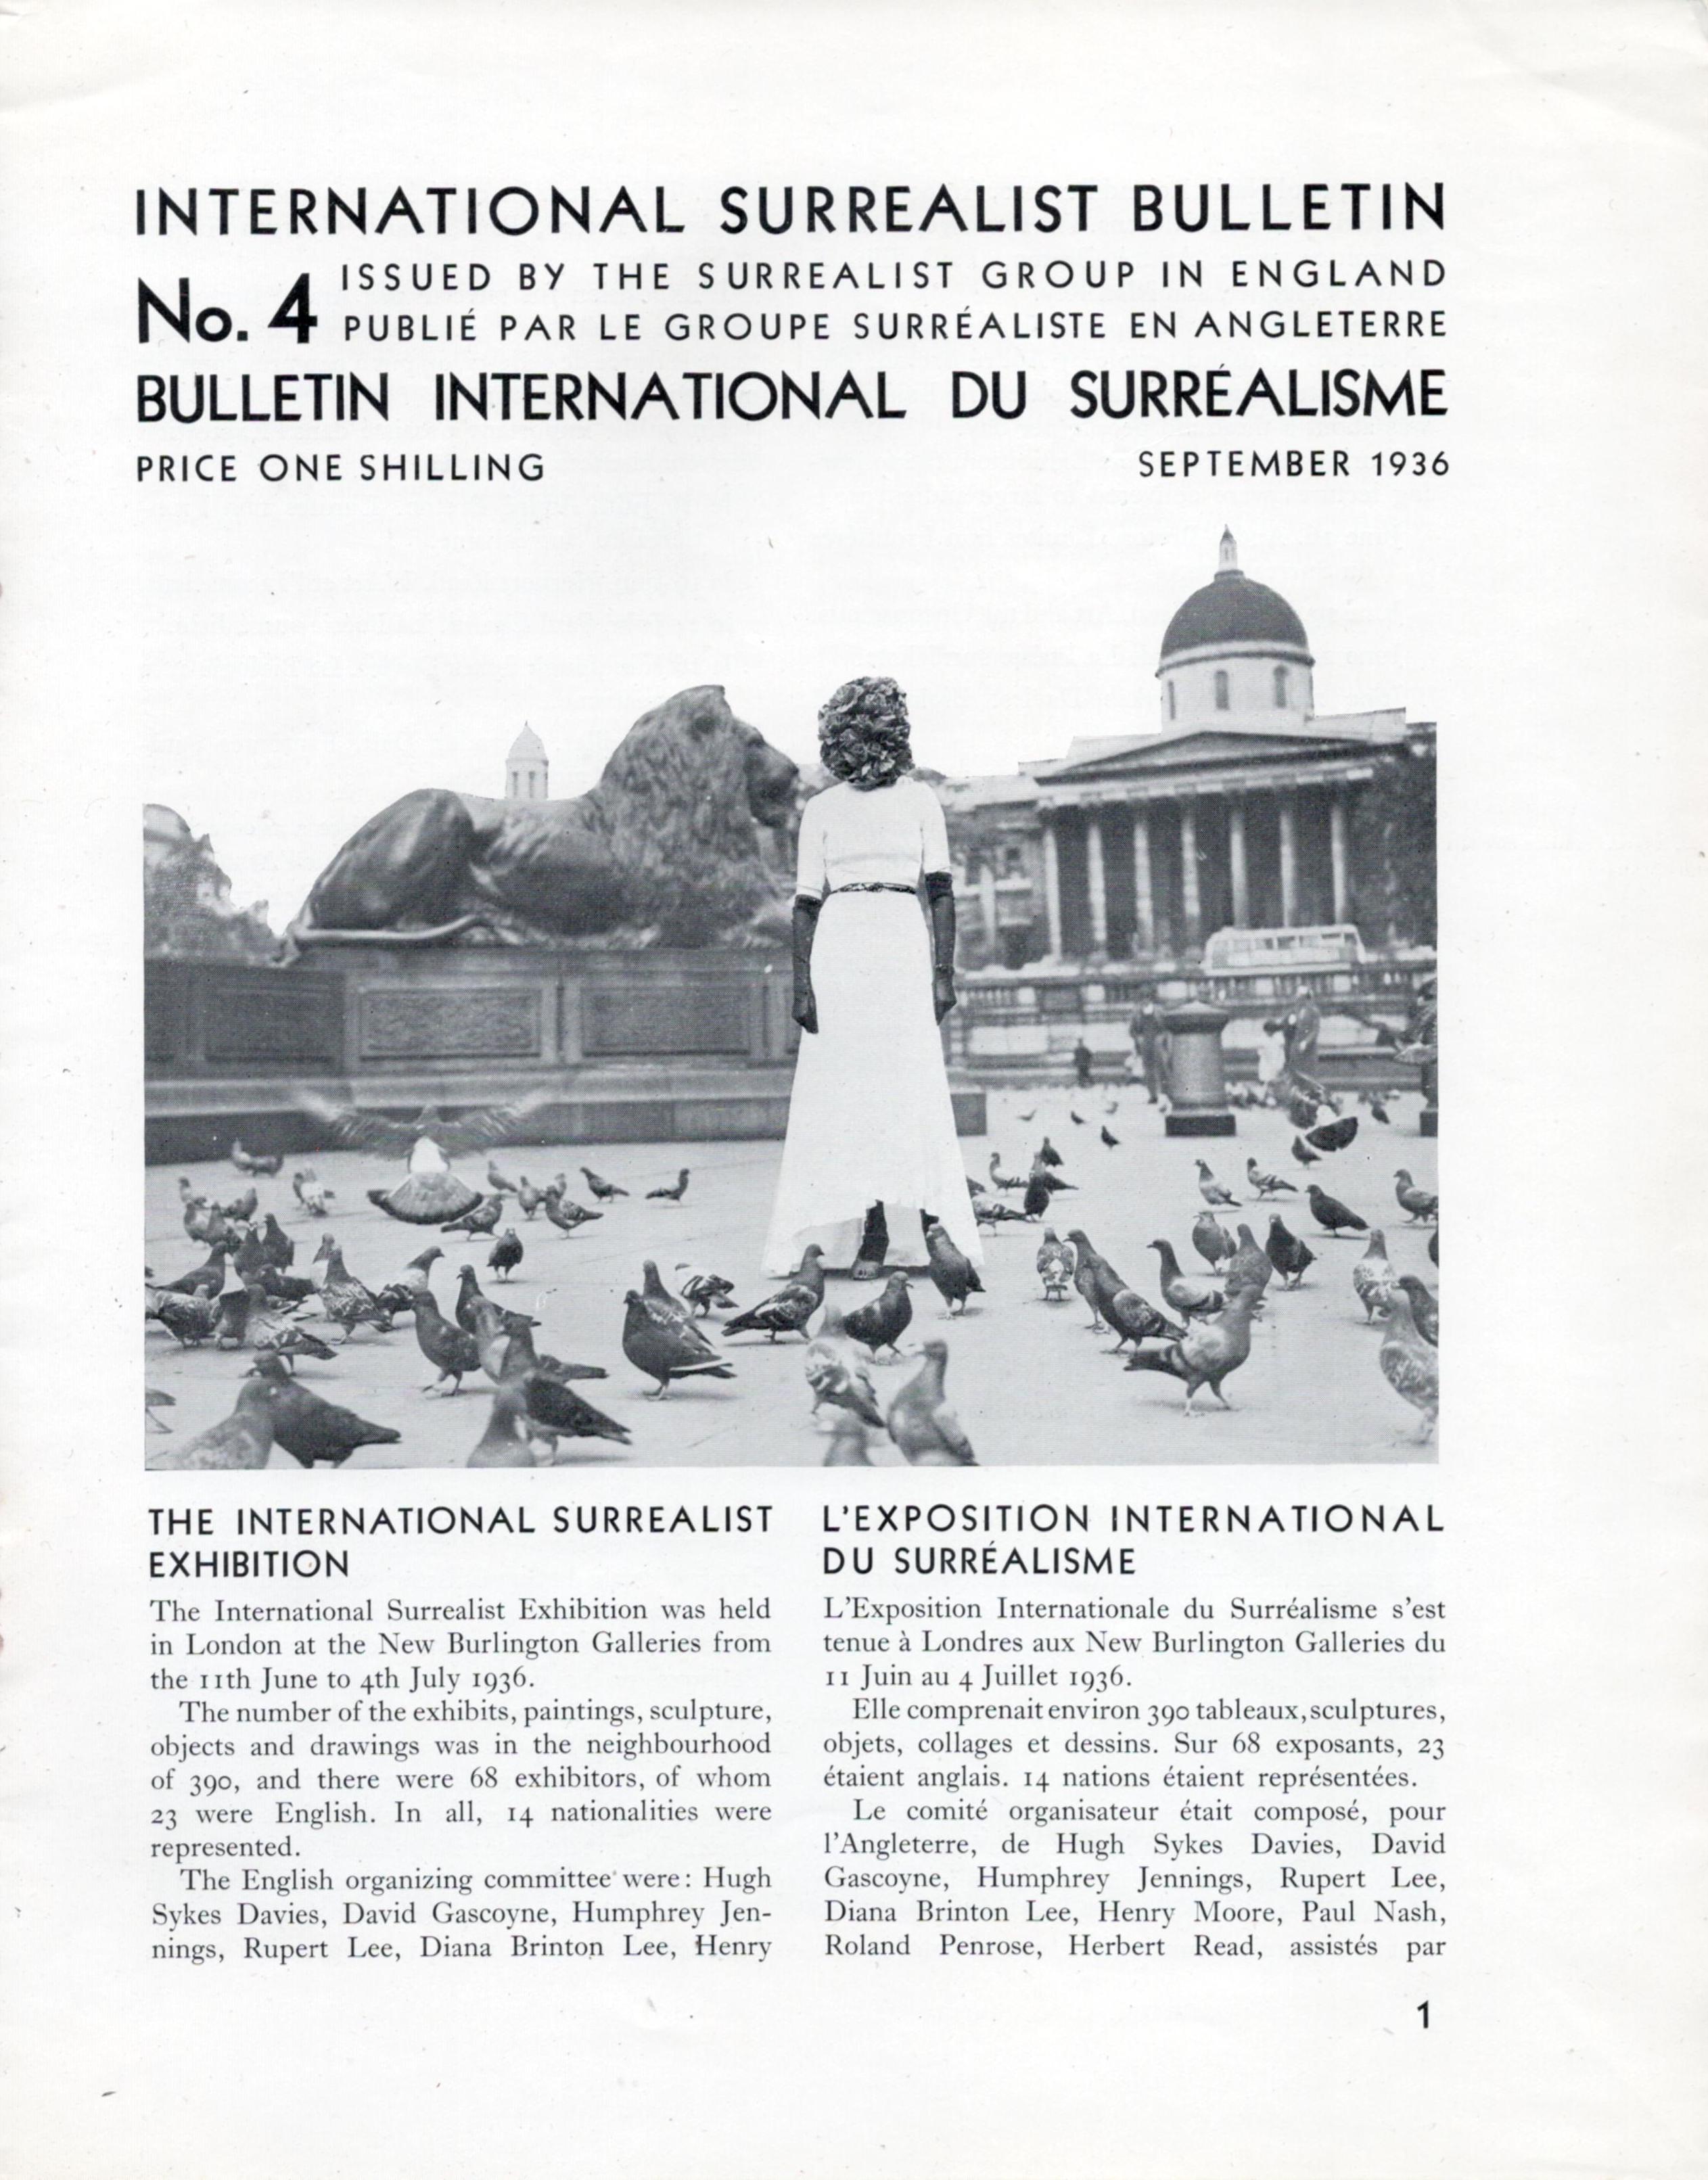 INTERNATIONAL SURREALIST BULLETIN
No. 4
ISSUED BY THE SURREALIST GROUP IN ENGLAND
PUBLIÉ PAR LE GROUPE SURRÉALISTE EN ANGLETERRE
BULLETIN INTERNATIONAL DU SURRÉALISME
PRICE ONE SHILLING
SEPTEMBER 1936
THE INTERNATIONAL SURREALIST
EXHIBITION
The International Surrealist Exhibition was held
in London at the New Burlington Galleries from
the 11th June to 4th July 1936.
The number of the exhibits, paintings, sculpture,
objects and drawings was in the neighbourhood
of 390, and there were 68 exhibitors, of whom
23 were English. In all, 14 nationalities were
represented.
The English organizing committee were: Hugh
Sykes Davies, David Gascoyne, Humphrey Jen-
nings, Rupert Lee, Diana Brinton Lee, Henry
L'EXPOSITION INTERNATIONAL
DU SURRÉALISME
L'Exposition Internationale du Surréalisme s'est
tenue à Londres aux New Burlington Galleries du
11 Juin au 4 Juillet 1936.
Elle comprenait environ 390 tableaux, sculptures,
objets, collages et dessins. Sur 68 exposants, 23
étaient anglais. 14 nations étaient représentées.
Le comité organisateur était composé, pour
l'Angleterre, de Hugh Sykes Davies, David
Gascoyne, Humphrey Jennings, Rupert Lee,
Diana Brinton Lee, Henry Moore, Paul Nash,
Roland Penrose, Herbert Read, assistés par
1